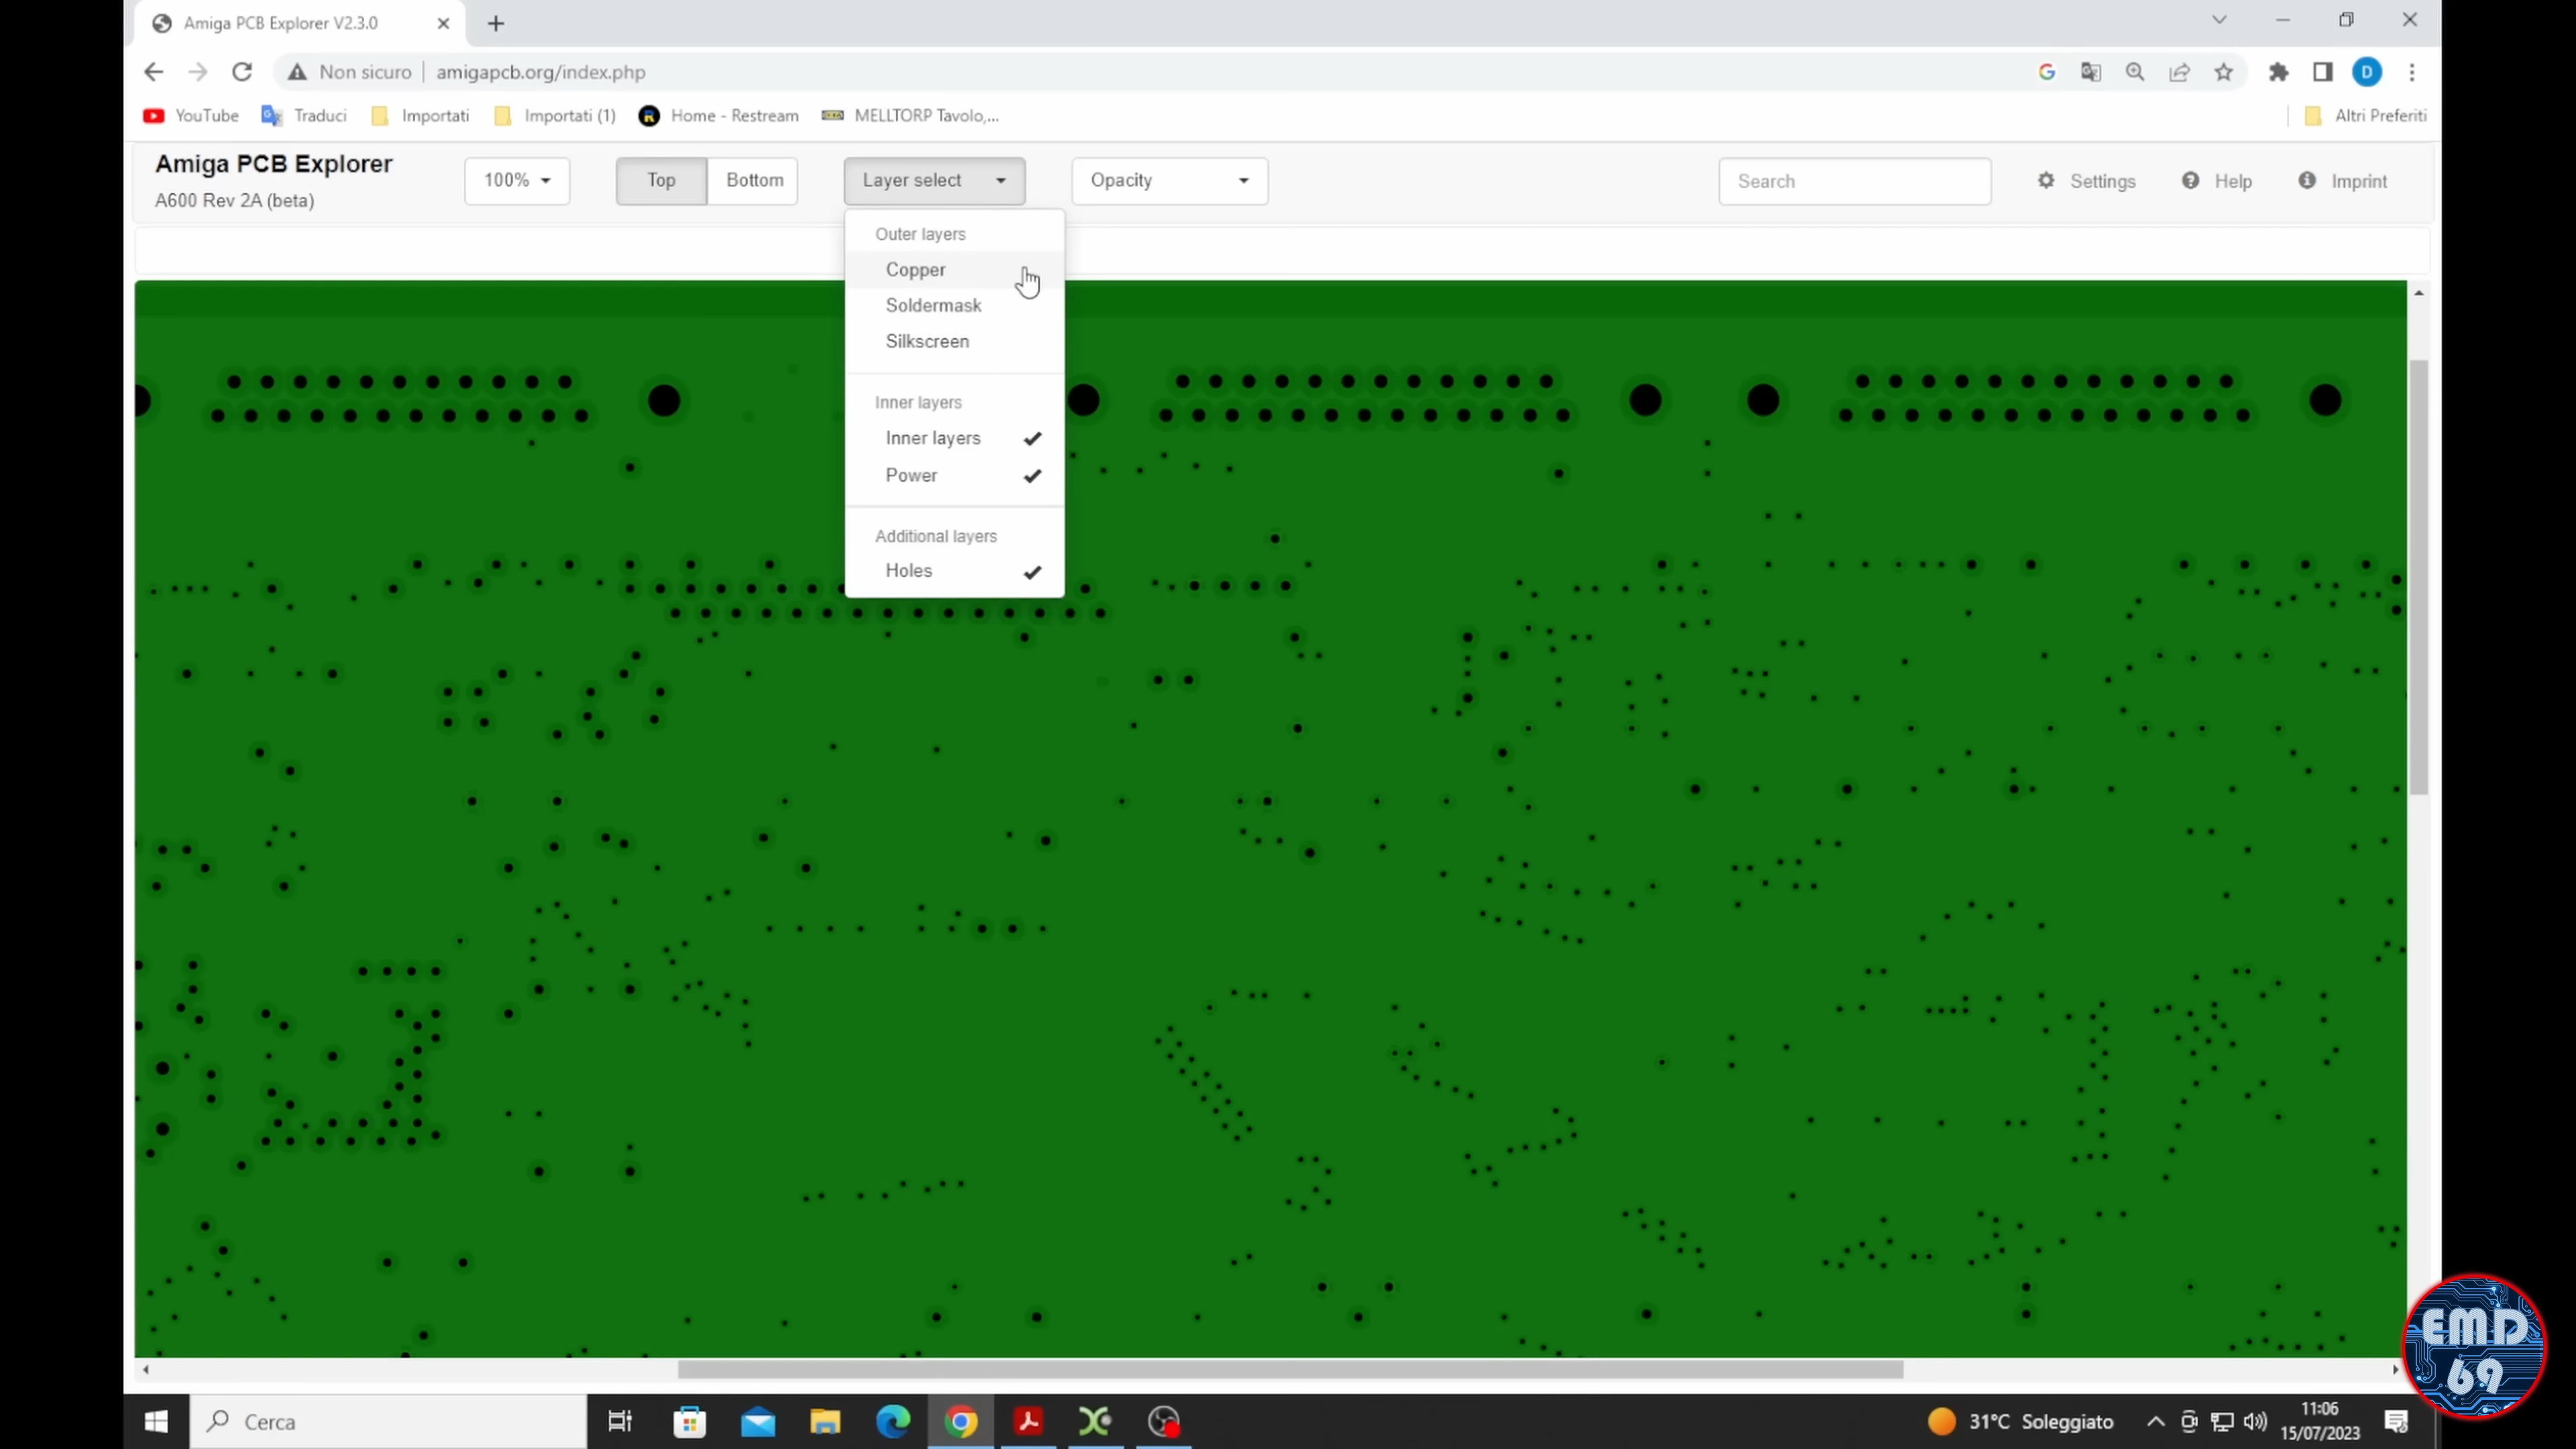 Amiga PCB Explorer V2.3.0
Non sicuro
amigapcb.org/index.php
D
YouTube
Traduci
Importati
Importati (1)
R
Home - Restream
MELLTORP Tavolo,...
Altri Preferiti
Amiga PCB Explorer
A600 Rev 2A (beta)
100%
Top
Bottom
Layer select
Opacity
Search
Settings
Help
Imprint
Outer layers
Copper
Soldermask
Silkscreen
Inner layers
Inner layers
Power
Additional layers
Holes
EMD
69
Cerca
31°C Soleggiato
11:06
15/07/2023